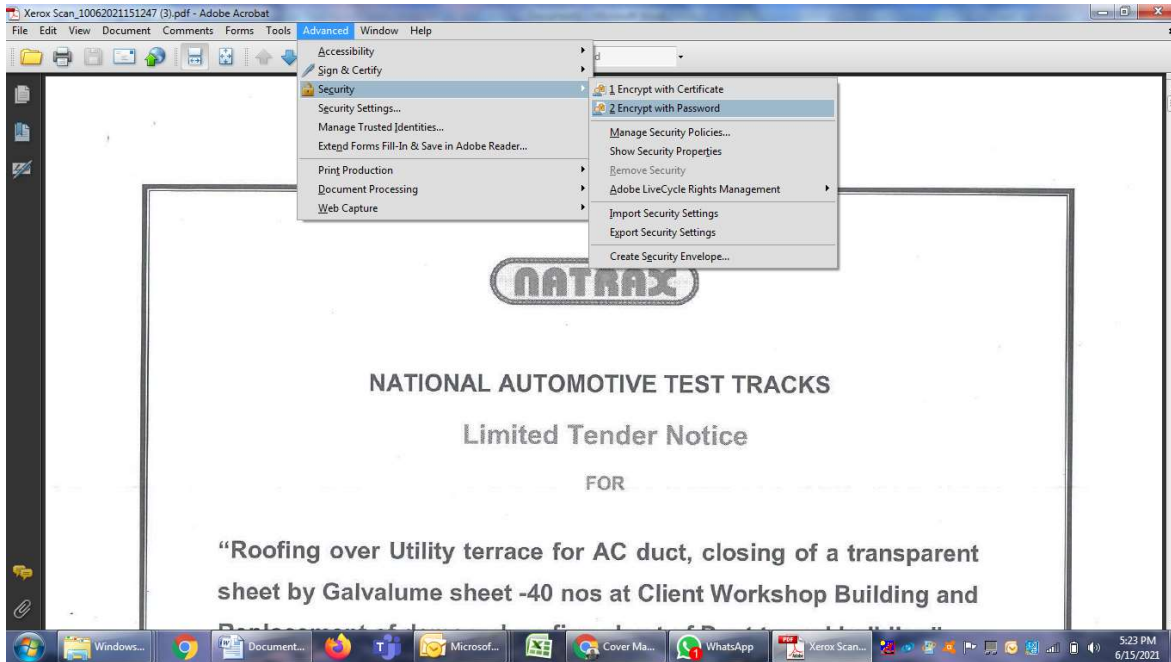 Xerox Scan_10062021151247 (3).pdf - Adobe Acrobat
File Edit View Document Comments Forms Tools Advanced Window Help
Accessibility
Sign & Certify
Security
Security Settings...
Manage Trusted Identities...
Extend Forms Fill-In & Save in Adobe Reader...
Print Production
Document Processing
Web Capture
1 Encrypt with Certificate
2 Encrypt with Password
Manage Security Policies...
Show Security Properties
Remove Security
Adobe LiveCycle Rights Management
Import Security Settings
Export Security Settings
Create Security Envelope...
NATRAX
NATIONAL AUTOMOTIVE TEST TRACKS
Limited Tender Notice
FOR
“Roofing over Utility terrace for AC duct, closing of a transparent
sheet by Galvalume sheet -40 nos at Client Workshop Building and
Windows... Document... Microsof... Cover Ma... WhatsApp Xerox Scan...
5:23 PM
6/15/2021